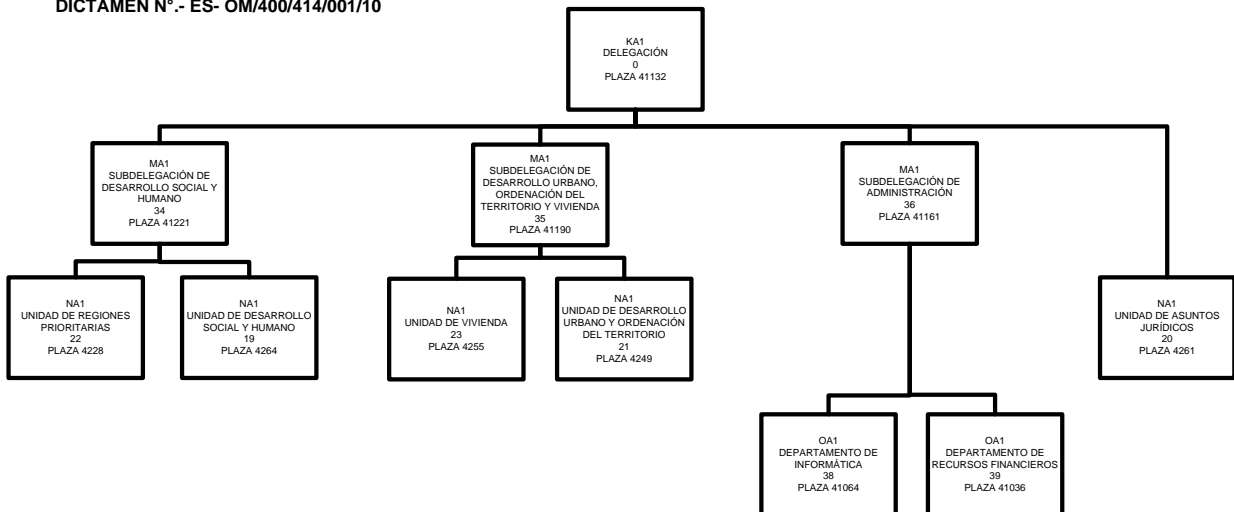 DICTAMEN N°.- ES- OM/400/414/001/10
KA1
DELEGACIÓN
0
PLAZA 41132
MA1
SUBDELEGACIÓN DE
DESARROLLO SOCIAL Y
HUMANO
34
PLAZA 41221
MA1
SUBDELEGACIÓN DE
DESARROLLO URBANO,
ORDENACIÓN DEL
TERRITORIO Y VIVIENDA
35
PLAZA 41190
MA1
SUBDELEGACIÓN DE
ADMINISTRACIÓN
36
PLAZA 41161
NA1
UNIDAD DE REGIONES
PRIORITARIAS
22
PLAZA 4228
NA1
UNIDAD DE DESARROLLO
SOCIAL Y HUMANO
19
PLAZA 4264
NA1
UNIDAD DE VIVIENDA
23
PLAZA 4255
NA1
UNIDAD DE DESARROLLO
URBANO Y ORDENACIÓN
DEL TERRITORIO
21
PLAZA 4249
NA1
UNIDAD DE ASUNTOS
JURÍDICOS
20
PLAZA 4261
OA1
DEPARTAMENTO DE
INFORMÁTICA
38
PLAZA 41064
OA1
DEPARTAMENTO DE
RECURSOS FINANCIEROS
39
PLAZA 41036